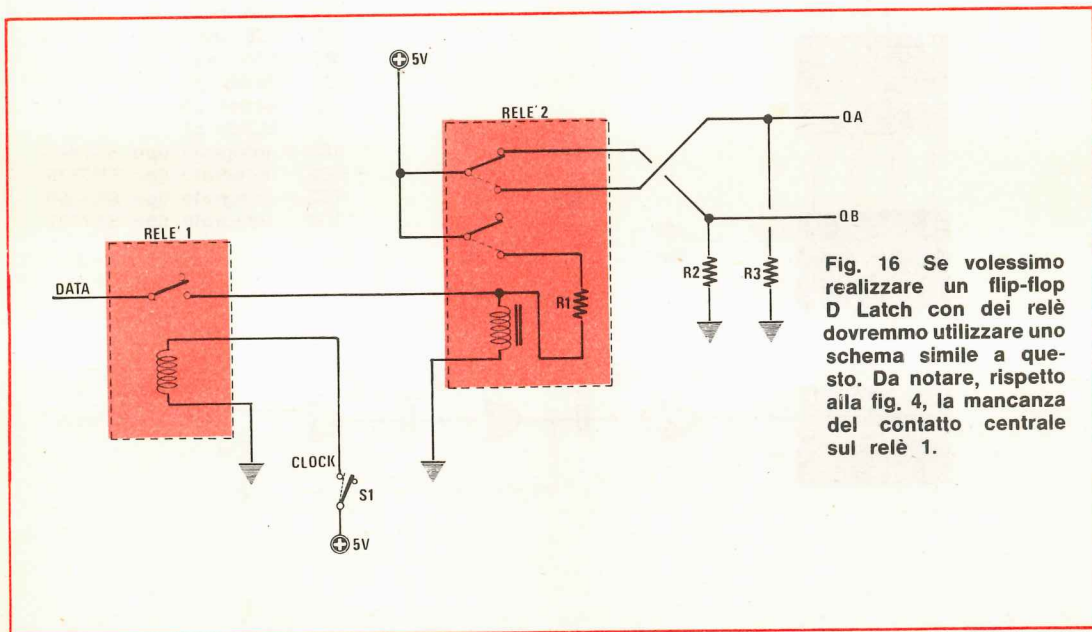 5V
RELE' 2
QA
QB
RELE' 1
DATA
R1
R2
R3
CLOCK
S1
5V
Fig. 16 Se volessimo
realizzare un flip-flop
D Latch con dei relè
dovremmo utilizzare uno
schema simile a que-
sto. Da notare, rispetto
alla fig. 4, la mancanza
del contatto centrale
sul relè 1.